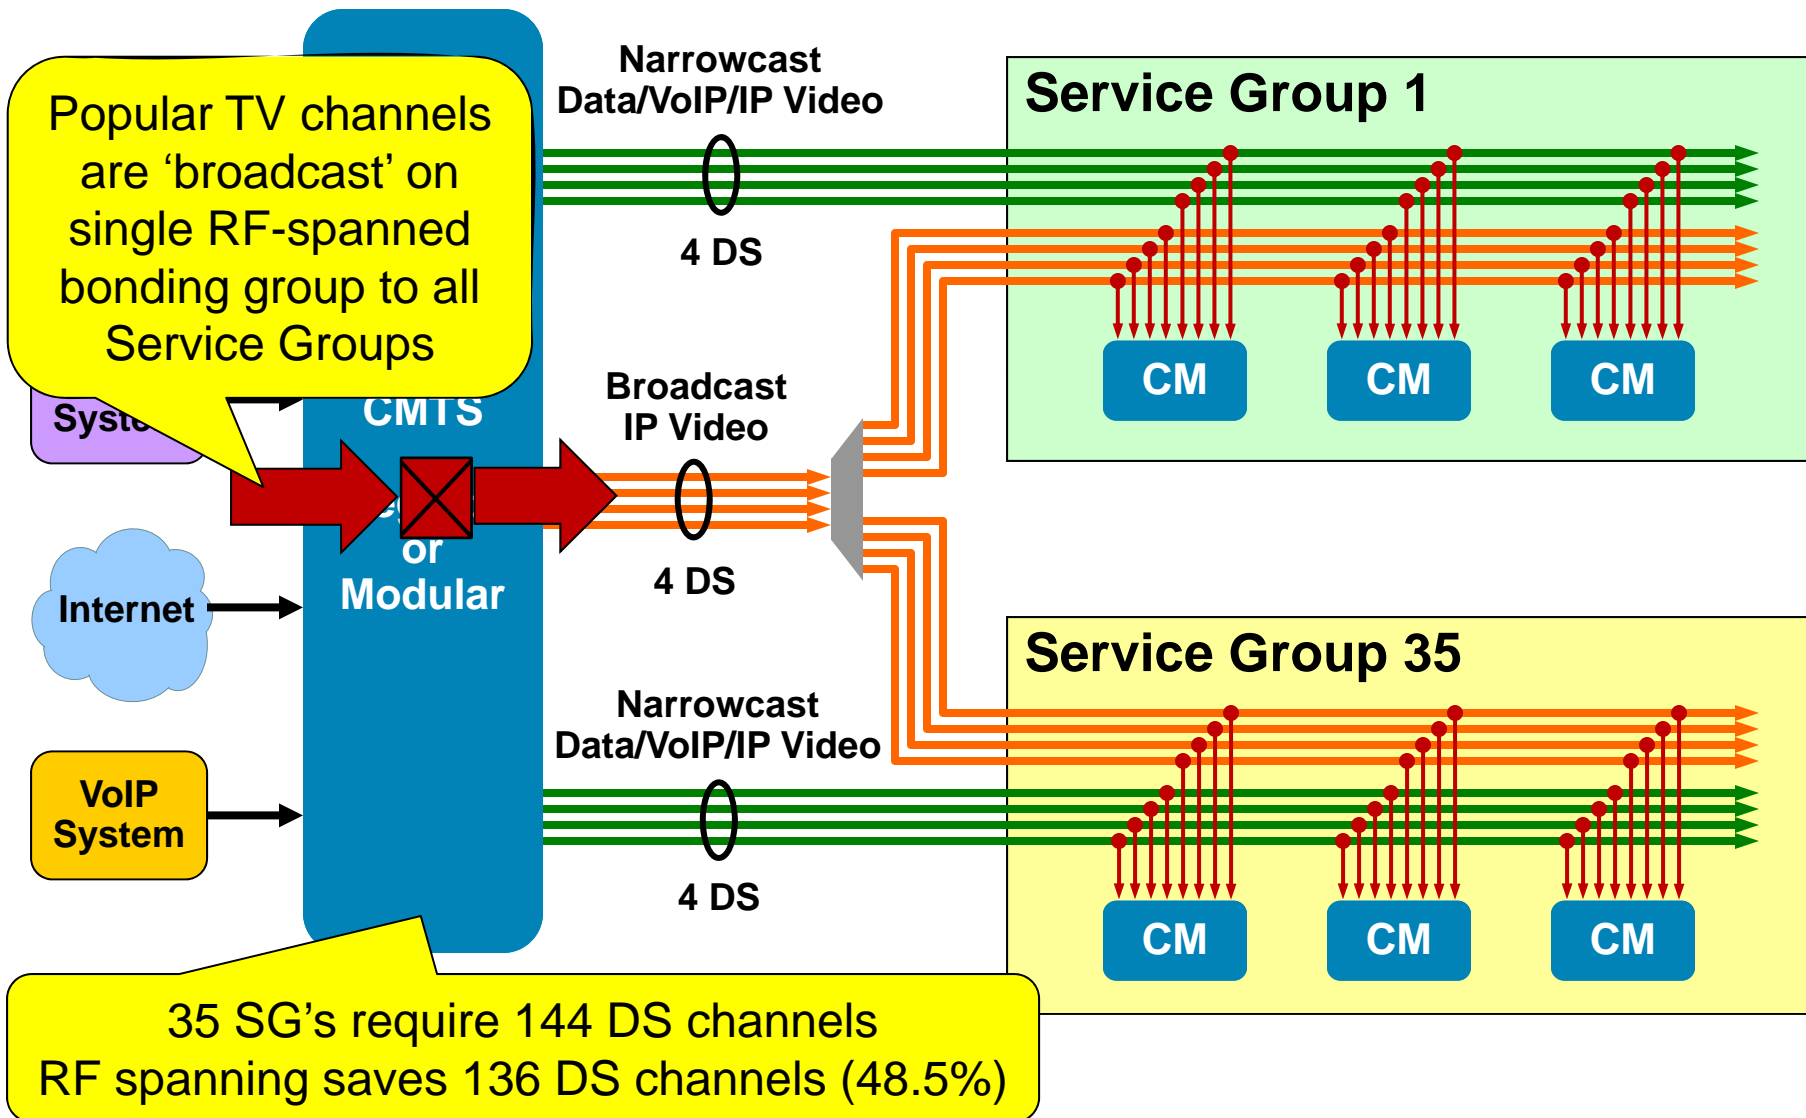 Popular TV channels
are ‘broadcast’ on
single RF-spanned
bonding group to all
Service Groups
CMTS
or
Modular
Internet
VoIP
System
Narrowcast
Data/VoIP/IP Video
4 DS
Broadcast
IP Video
4 DS
Narrowcast
Data/VoIP/IP Video
4 DS
Service Group 1
CM
CM
CM
Service Group 35
CM
CM
CM
35 SG’s require 144 DS channels
RF spanning saves 136 DS channels (48.5%)